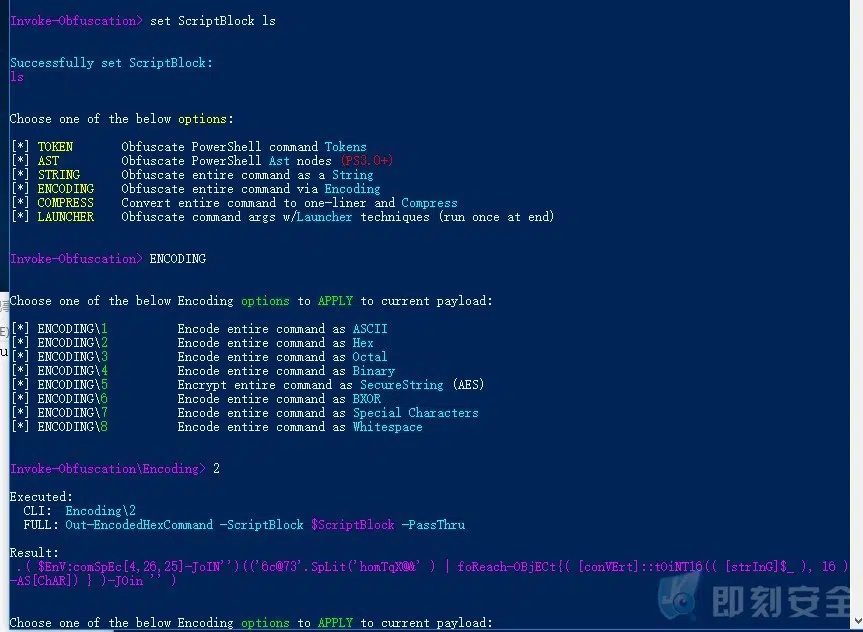 Invoke-Obfuscation> set ScriptBlock ls
Successfully set ScriptBlock:
ls
Choose one of the below options:
[*] TOKEN Obfuscate PowerShell command Tokens
[*] AST Obfuscate PowerShell Ast nodes (PS3.0+)
[*] STRING Obfuscate entire command as a String
[*] ENCODING Obfuscate entire command via Encoding
[*] COMPRESS Convert entire command to one-liner and Compress
[*] LAUNCHER Obfuscate command args w/Launcher techniques (run once at end)
Invoke-Obfuscation> ENCODING
Choose one of the below Encoding options to APPLY to current payload:
[*] ENCODING\1 Encode entire command as ASCII
[*] ENCODING\2 Encode entire command as Hex
[*] ENCODING\3 Encode entire command as Octal
[*] ENCODING\4 Encode entire command as Binary
[*] ENCODING\5 Encrypt entire command as SecureString (AES)
[*] ENCODING\6 Encode entire command as BXOR
[*] ENCODING\7 Encode entire command as Special Characters
[*] ENCODING\8 Encode entire command as Whitespace
Invoke-Obfuscation\Encoding> 2
Executed:
CLI: Encoding\2
FULL: Out-EncodedHexCommand -ScriptBlock $ScriptBlock -PassThru
Result:
.( $EnV:comSpEc[4,26,25]-JoIN'')(('6c@73'.SpLit('homTqX@&' ) | foReach-OBjECt{( [conVErt]::tOiNT16(( [strInG]$_ ), 16 )
-AS[ChAR]) } )-JOin '' )
Choose one of the below Encoding options to APPLY to current payload:
即刻安全